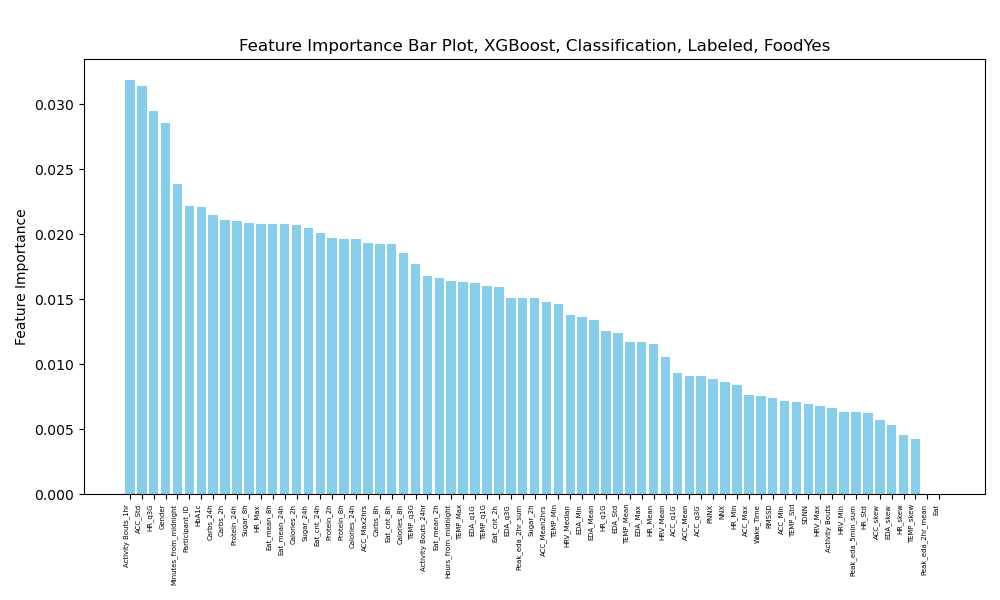 Feature Importance Bar Plot, XGBoost, Classification, Labeled, FoodYes
Feature Importance
0.030
0.025
0.020
0.015
0.010
0.005
0.000
Activity Bouts_1hr
ACC_Std
HR_q3G
Gender
Minutes_from_midnight
Participant_ID
HbA1c
Carbs_24h
Carbs_2h
Protein_24h
Sugar_8h
HR_Max
Eat_mean_8h
Eat_mean_24h
Calories_2h
Sugar_24h
Eat_cnt_24h
Protein_2h
Protein_8h
Calories_24h
ACC_Max2hrs
Carbs_8h
Eat_cnt_8h
Calories_8h
TEMP_q3G
Activity Bouts_24hr
Eat_mean_2h
Hours_from_midnight
TEMP_Max
EDA_q1G
TEMP_q1G
Eat_cnt_2h
EDA_q3G
Peak_eda_2hr_sum
Sugar_2h
ACC_Mean2hrs
TEMP_Min
HRV_Median
EDA_Min
EDA_Mean
HR_q1G
EDA_Std
TEMP_Mean
EDA_Max
HR_Mean
HRV_Mean
ACC_q1G
ACC_Mean
ACC_q3G
PNNX
NNX
HR_Min
ACC_Max
Wake_Time
RMSSD
ACC_Min
TEMP_Std
SDNN
HRV_Max
Activity Bouts
HRV_Min
Peak_eda_5min_sum
HR_Std
ACC_skew
EDA_skew
HR_skew
TEMP_skew
Peak_eda_2hr_mean
Eat